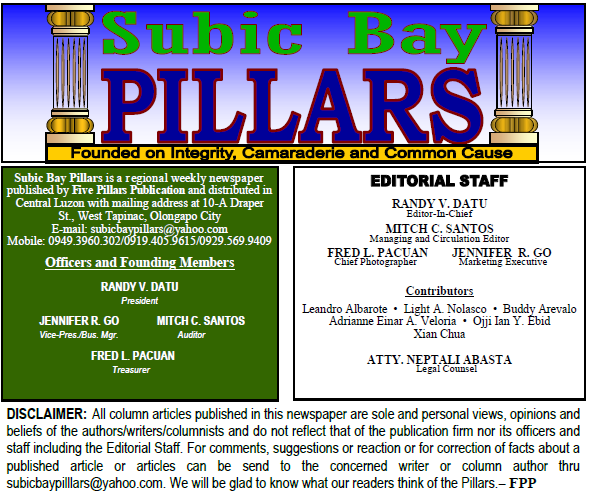 Subic Bay
PILLARS
Founded on Integrity, Camaraderie and Common Cause
Subic Bay Pillars is a regional weekly newspaper
published by Five Pillars Publication and distributed in
Central Luzon with mailing address at 10-A Draper
St., West Tapinac, Olongapo City
E-mail: subicbaypillars@yahoo.com
Mobile: 0949.3960.302/0919.405.9615/0929.569.9409
Officers and Founding Members
RANDY V. DATU
President
JENNIFER R. GO MITCH C. SANTOS
Vice-Pres./Bus. Mgr. Auditor
FRED L. PACUAN
Treasurer
EDITORIAL STAFF
RANDY V. DATU
Editor-In-Chief
MITCH C. SANTOS
Managing and Circulation Editor
FRED L. PACUAN JENNIFER R. GO
Chief Photographer Marketing Executive
Contributors
Leandro Albarote • Light A. Nolasco • Buddy Arevalo
Adrianne Einar A. Veloria • Ojji Ian Y. Ebid
Xian Chua
ATTY. NEPTALI ABASTA
Legal Counsel
DISCLAIMER: All column articles published in this newspaper are sole and personal views, opinions and
beliefs of the authors/writers/columnists and do not reflect that of the publication firm nor its officers and
staff including the Editorial Staff. For comments, suggestions or reaction or for correction of facts about a
published article or articles can be send to the concerned writer or column author thru
subicbaypillars@yahoo.com. We will be glad to know what our readers think of the Pillars.– FPP